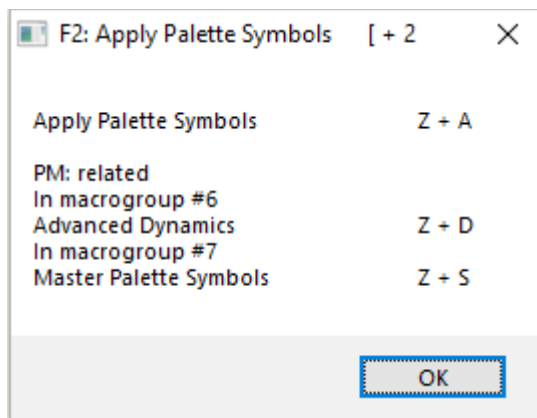 F2: Apply Palette Symbols [ + 2
Apply Palette Symbols Z + A
PM: related
In macrogroup #6
Advanced Dynamics Z + D
In macrogroup #7
Master Palette Symbols Z + S
OK